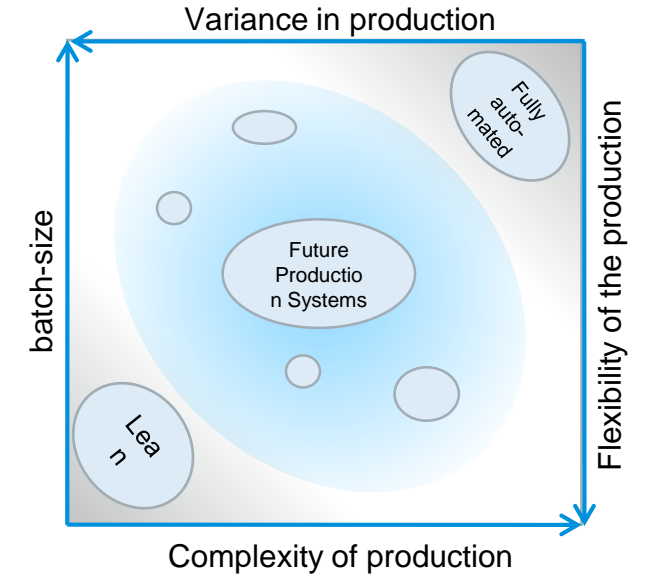 Variance in production
Fully
auto-
mated
batch-size
Flexibility of the production
Future
Productio
n Systems
Lea
n
Complexity of production